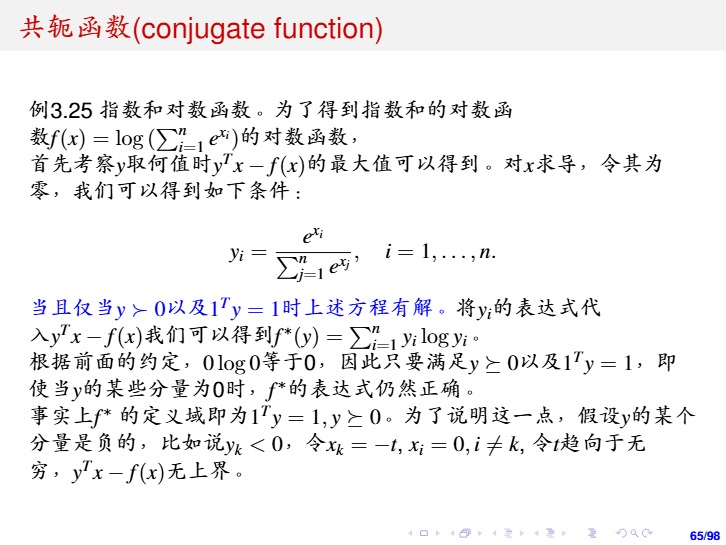 共轭函数(conjugate function)
例3.25 指数和对数函数。为了得到指数和的对数函
数f(x) = log (∑ⁿᵢ₌₁ e^{xᵢ})的对数函数，
首先考察y取何值时yᵀx − f(x)的最大值可以得到。对x求导，令其为
零，我们可以得到如下条件：
yᵢ = e^{xᵢ} / ∑ⁿⱼ₌₁ e^{xⱼ}, i = 1, . . . , n.
当且仅当y ≻ 0以及1ᵀy = 1时上述方程有解。将yᵢ的表达式代
入yᵀx − f(x)我们可以得到f*(y) = ∑ⁿᵢ₌₁ yᵢ log yᵢ。
根据前面的约定，0 log 0等于0，因此只要满足y ⪰ 0以及1ᵀy = 1，即
使当y的某些分量为0时，f*的表达式仍然正确。
事实上f* 的定义域即为1ᵀy = 1, y ⪰ 0。为了说明这一点，假设y的某个
分量是负的，比如说yₖ < 0，令xₖ = −t, xᵢ = 0, i ≠ k, 令t趋向于无
穷，yᵀx − f(x)无上界。
65/98